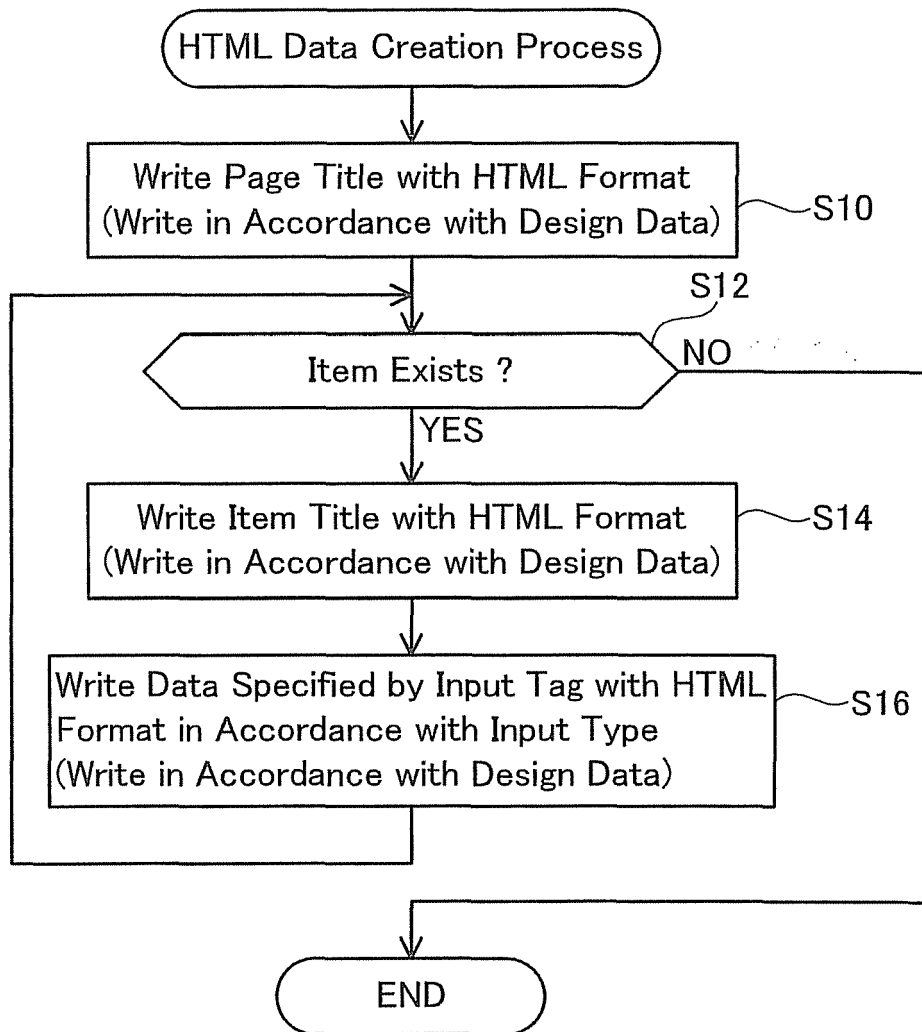 HTML Data Creation Process
Write Page Title with HTML Format
(Write in Accordance with Design Data)
S10
S12
Item Exists ?
NO
YES
Write Item Title with HTML Format
(Write in Accordance with Design Data)
S14
Write Data Specified by Input Tag with HTML
Format in Accordance with Input Type
(Write in Accordance with Design Data)
S16
END